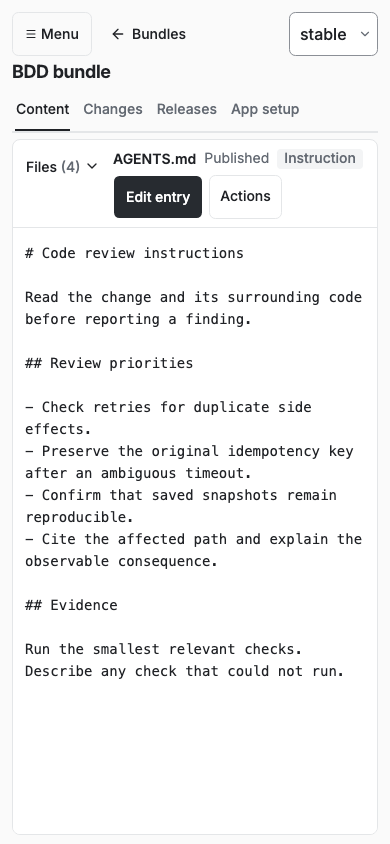 Menu
Bundles
stable
BDD bundle
Content Changes Releases App setup
Files (4)
AGENTS.md Published Instruction
Edit entry Actions
# Code review instructions
Read the change and its surrounding code
before reporting a finding.
## Review priorities
- Check retries for duplicate side
effects.
- Preserve the original idempotency key
after an ambiguous timeout.
- Confirm that saved snapshots remain
reproducible.
- Cite the affected path and explain the
observable consequence.
## Evidence
Run the smallest relevant checks.
Describe any check that could not run.